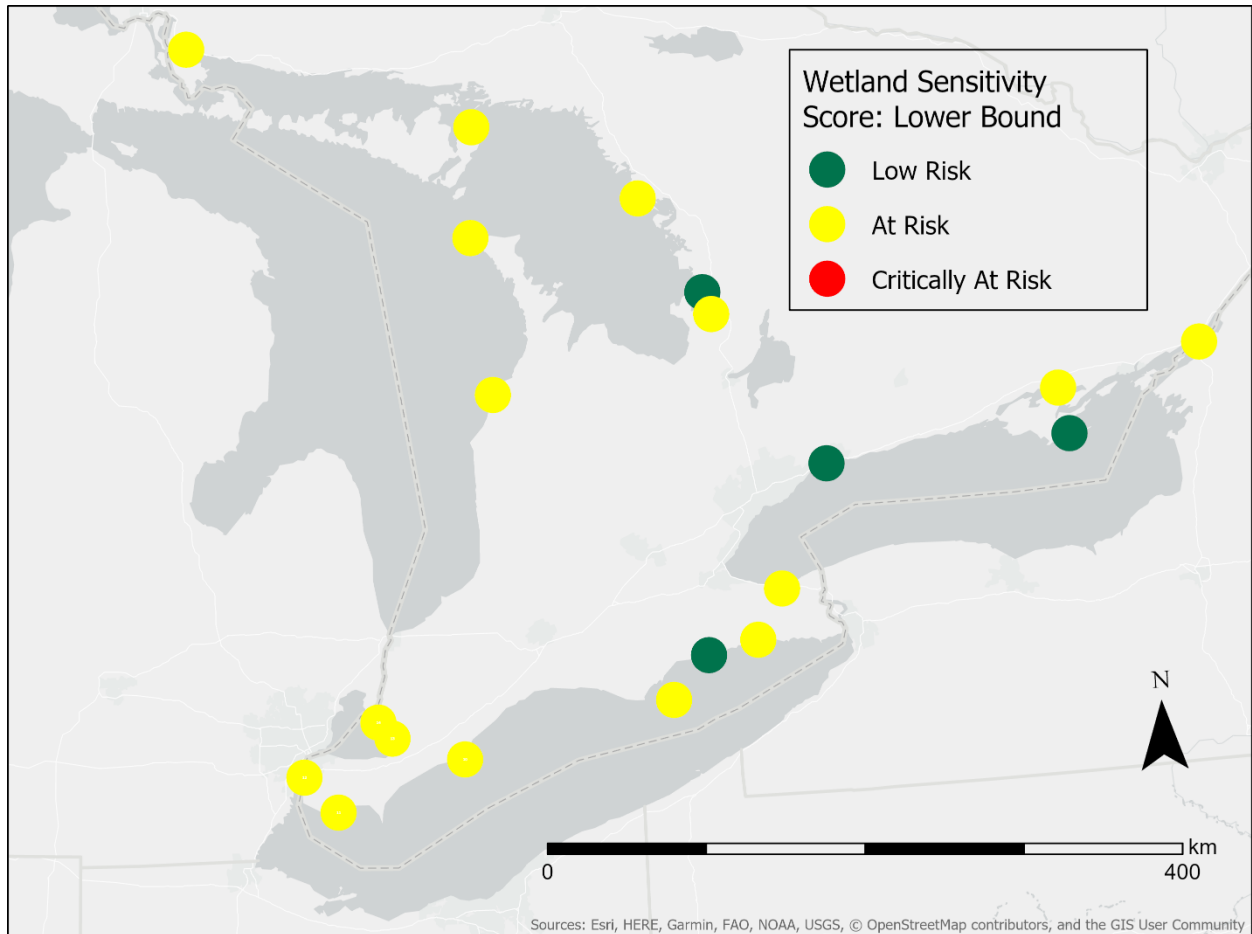 Wetland Sensitivity
Score: Lower Bound
Low Risk
At Risk
Critically At Risk
N
km
0
400
Sources: Esri, HERE, Garmin, FAO, NOAA, USGS, © OpenStreetMap contributors, and the GIS User Community